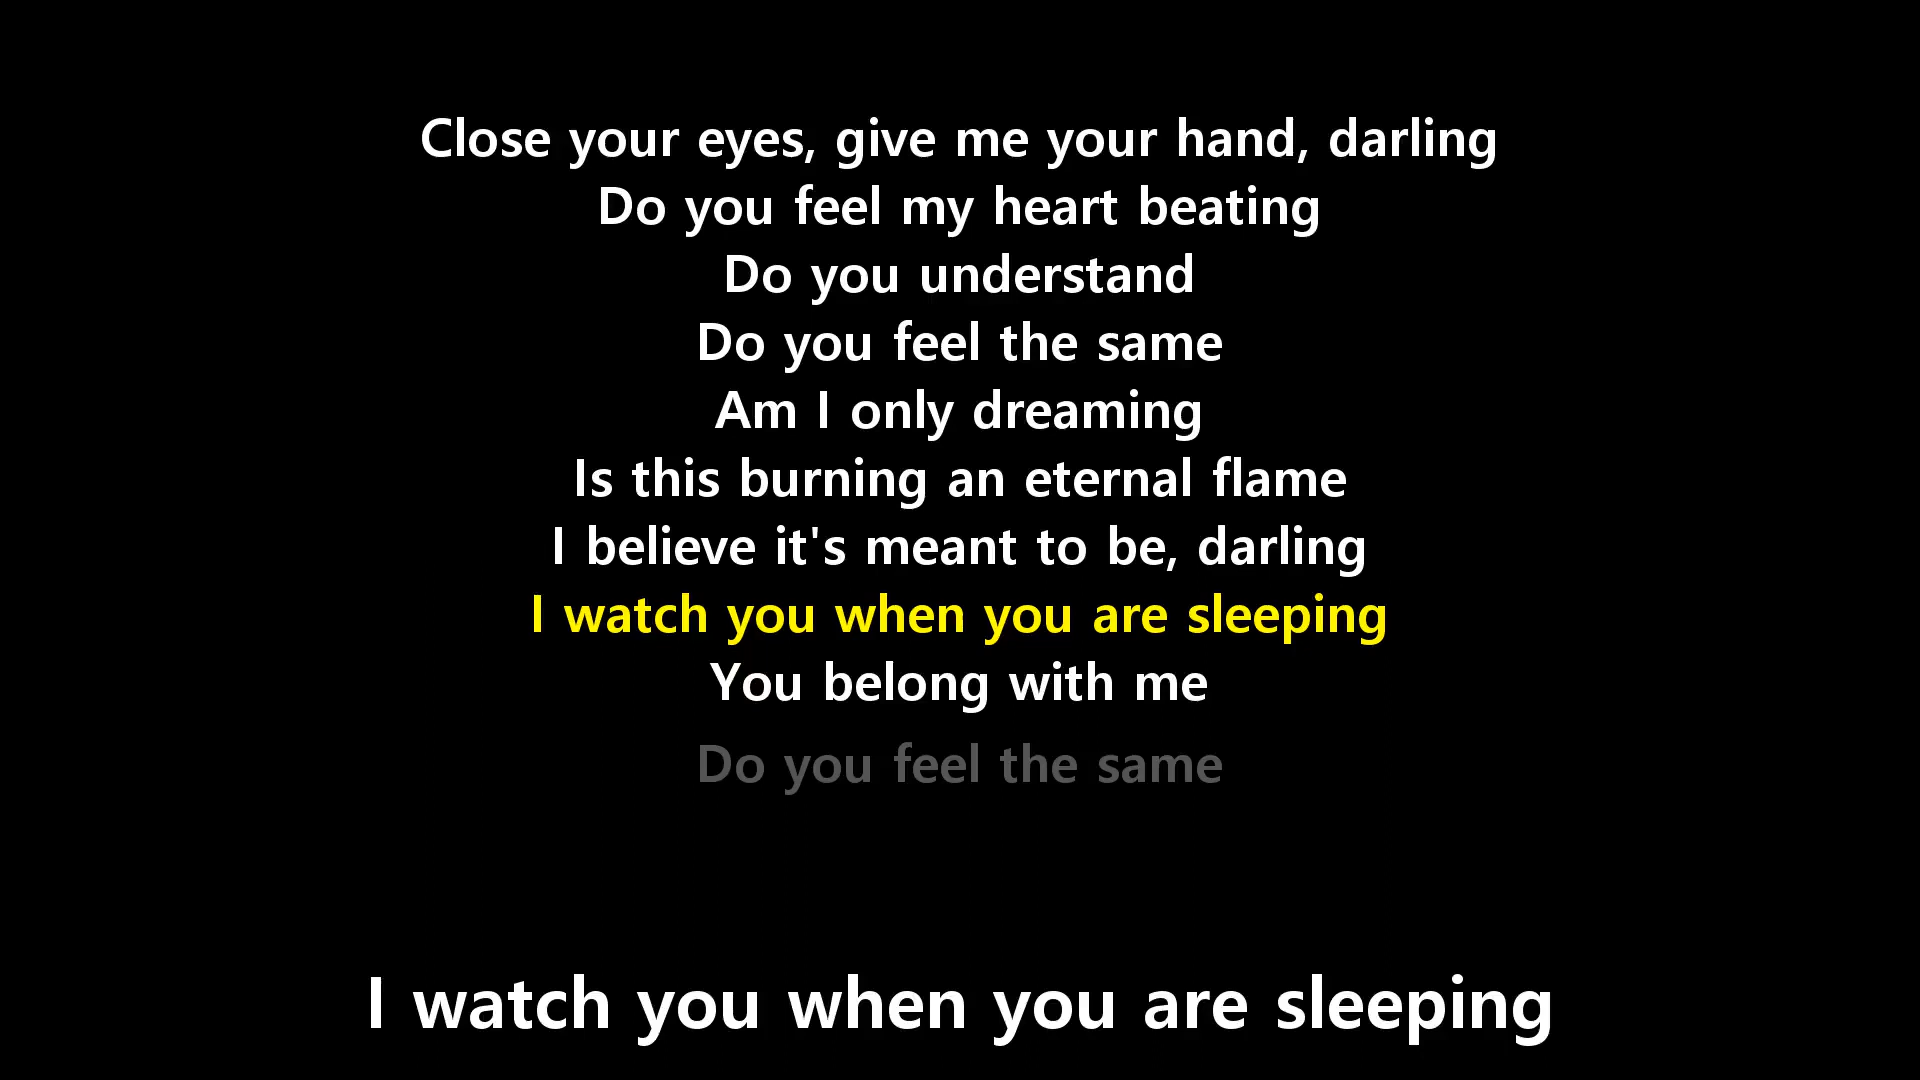 Close your eyes, give me your hand, darling
Do you feel my heart beating
Do you understand
Do you feel the same
Am I only dreaming
Is this burning an eternal flame
I believe it's meant to be, darling
I watch you when you are sleeping
You belong with me
Do you feel the same
I watch you when you are sleeping